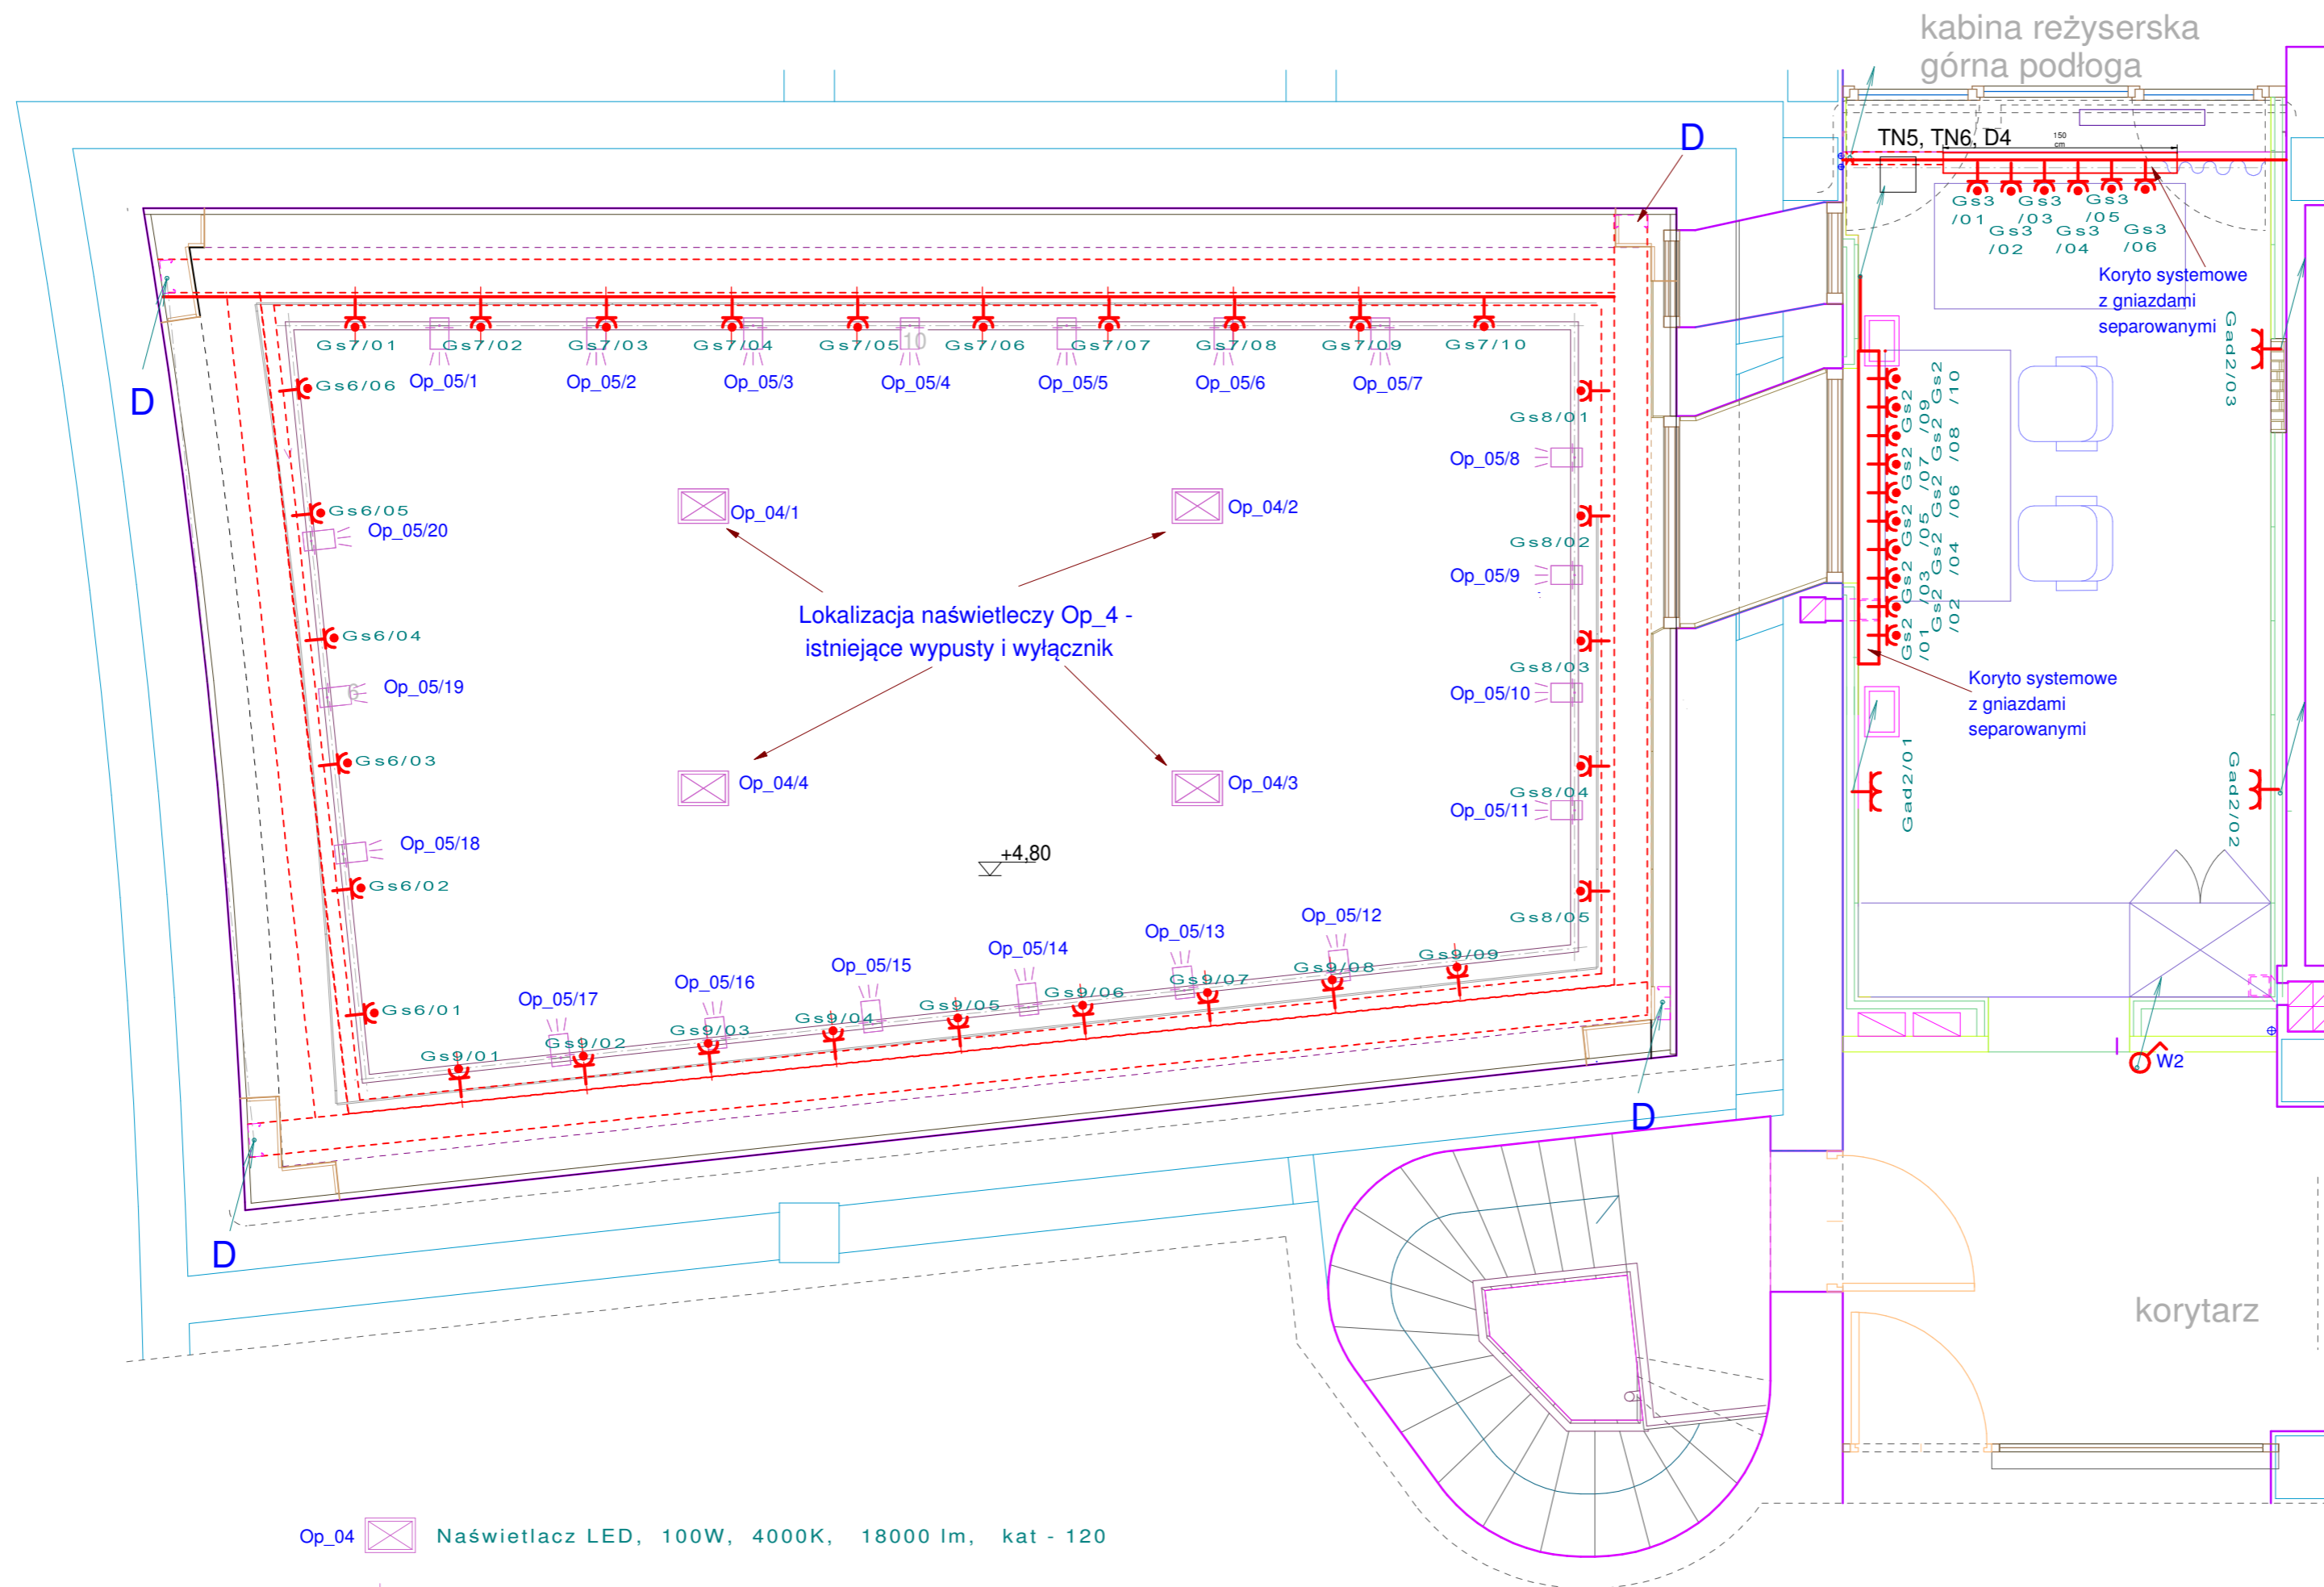 kabina reżyserska
górna podłoga
D
TN5, TN6, D4
150
cm
Gs3
/01
Gs3
/02
Gs3
/03
Gs3
/04
Gs3
/05
Gs3
/06
Koryto systemowe
z gniazdami
separowanymi
Gs7/01
Gs7/02
Gs7/03
Gs7/04
Gs7/05
10
Gs7/06
Gs7/07
Gs7/08
Gs7/09
Gs7/10
Op_05/1
Op_05/2
Op_05/3
Op_05/4
Op_05/5
Op_05/6
Op_05/7
D
Gs6/06
Gs6/05
Op_05/20
Gs6/04
6
Op_05/19
Gs6/03
Op_05/18
Gs6/02
Gs6/01
Gs8/01
Op_05/8
Gs8/02
Op_05/9
Gs8/03
Op_05/10
Gs8/04
Op_05/11
Gs8/05
Op_04/1
Op_04/2
Lokalizacja naświetleczy Op_4 -
istniejące wypusty i wyłącznik
Op_04/4
Op_04/3
+4,80
Op_05/12
Op_05/13
Op_05/14
Op_05/15
Op_05/16
Op_05/17
Gs9/01
Gs9/02
Gs9/03
Gs9/04
Gs9/05
Gs9/06
Gs9/07
Gs9/08
Gs9/09
D
D
Gs2
/01
Gs2
/02
Gs2
/03
Gs2
/04
Gs2
/05
Gs2
/06
Gs2
/07
Gs2
/08
Gs2
/09
Gs2
/10
Gad2/03
Koryto systemowe
z gniazdami
separowanymi
Gad2/01
Gad2/02
W2
korytarz
Op_04
Naświetlacz LED, 100W, 4000K, 18000 lm, kat - 120